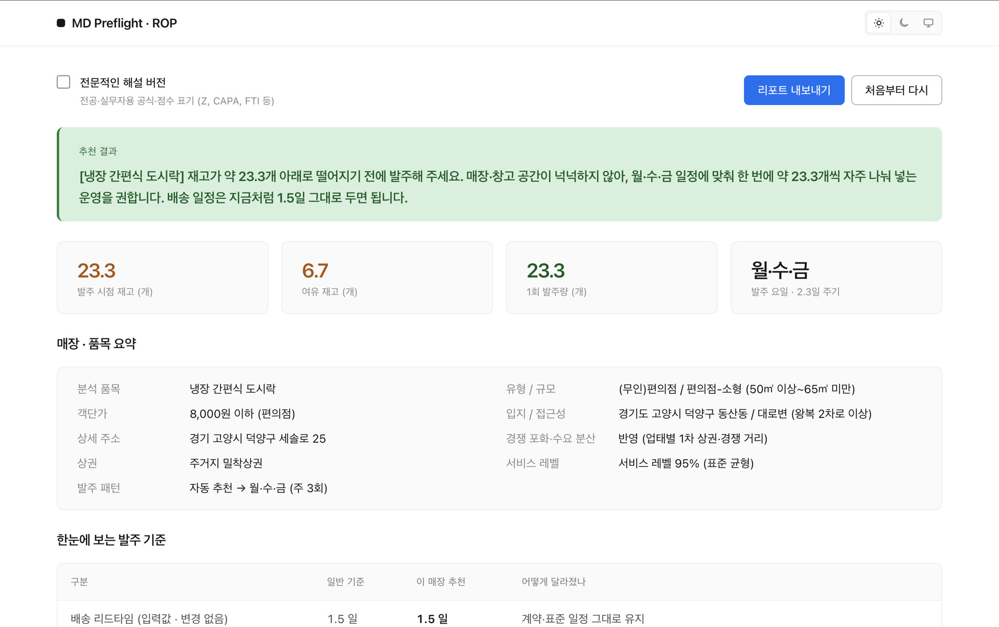 MD Preflight · ROP
전문적인 해설 버전
전공·실무자용 공식·점수 표기 (Z, CAPA, FTI 등)
리포트 내보내기
처음부터 다시
추천 결과
[냉장 간편식 도시락] 재고가 약 23.3개 아래로 떨어지기 전에 발주해 주세요. 매장·창고 공간이 넉넉하지 않아, 월·수·금 일정에 맞춰 한 번에 약 23.3개씩 자주 나눠 넣는
운영을 권합니다. 배송 일정은 지금처럼 1.5일 그대로 두면 됩니다.
23.3
발주 시점 재고 (개)
6.7
여유 재고 (개)
23.3
1회 발주량 (개)
월·수·금
발주 요일 · 2.3일 주기
매장 · 품목 요약
분석 품목 냉장 간편식 도시락
유형 / 규모 (무인)편의점 / 편의점-소형 (50㎡ 이상~65㎡ 미만)
객단가 8,000원 이하 (편의점)
입지 / 접근성 경기도 고양시 덕양구 동산동 / 대로변 (왕복 2차로 이상)
상세 주소 경기 고양시 덕양구 세솔로 25
경쟁 포화·수요 분산 반영 (업태별 1차 상권·경쟁 거리)
상권 주거지 밀착상권
서비스 레벨 서비스 레벨 95% (표준 균형)
발주 패턴 자동 추천 → 월·수·금 (주 3회)
한눈에 보는 발주 기준
구분 일반 기준 이 매장 추천 어떻게 달라졌나
배송 리드타임 (입력값 · 변경 없음) 1.5 일 1.5 일 계약·표준 일정 그대로 유지